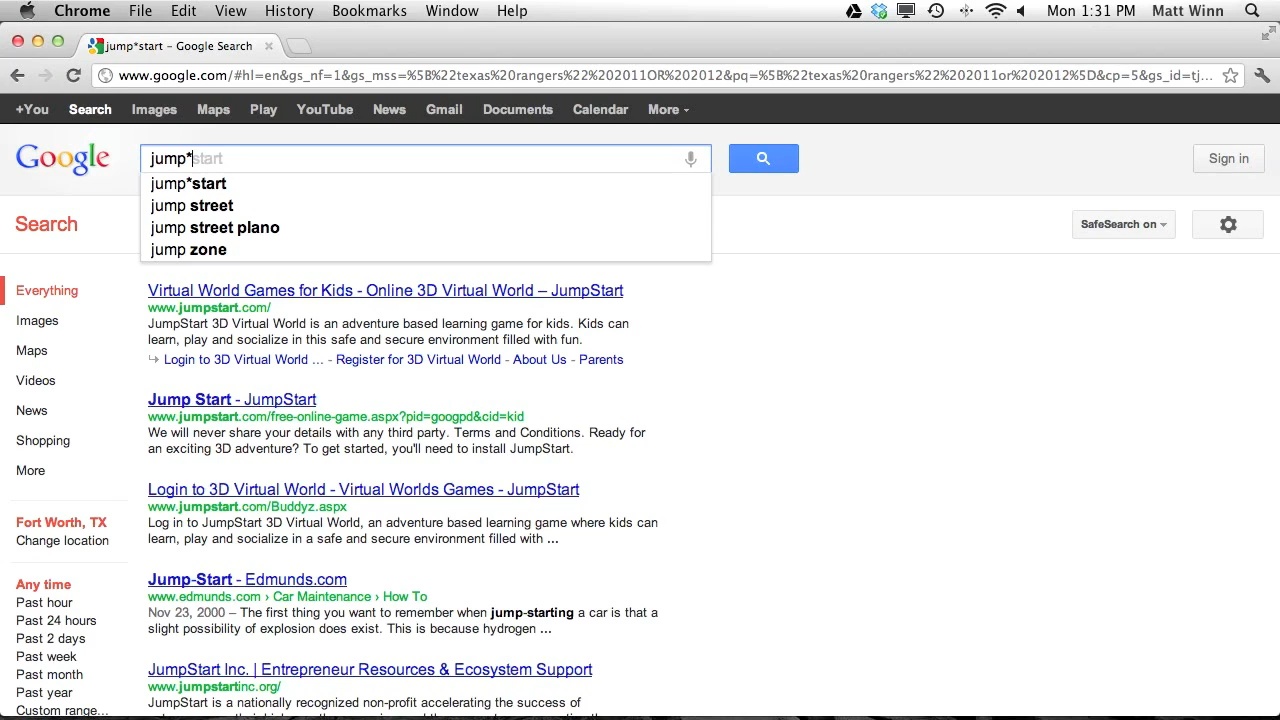 Chrome File Edit View History Bookmarks Window Help Mon 1:31 PM Matt Winn
jump*start - Google Search
www.google.com/#hl=en&gs_nf=1&gs_mss=%5B%22texas%20rangers%22%202011OR%202012&pq=%5B%22texas%20rangers%22%202011or%202012%5D&cp=5&gs_id=tj...
+You Search Images Maps Play YouTube News Gmail Documents Calendar More
Google jump*start Sign in
jump*start
jump street
jump street plano
jump zone
Search SafeSearch on
Everything
Images
Maps
Videos
News
Shopping
More
Fort Worth, TX
Change location
Any time
Past hour
Past 24 hours
Past 2 days
Past week
Past month
Past year
Custom range...
Virtual World Games for Kids - Online 3D Virtual World – JumpStart
www.jumpstart.com/
JumpStart 3D Virtual World is an adventure based learning game for kids. Kids can
learn, play and socialize in this safe and secure environment filled with fun.
Login to 3D Virtual World ... - Register for 3D Virtual World - About Us - Parents
Jump Start - JumpStart
www.jumpstart.com/free-online-game.aspx?pid=googpd&cid=kid
We will never share your details with any third party. Terms and Conditions. Ready for
an exciting 3D adventure? To get started, you'll need to install JumpStart.
Login to 3D Virtual World - Virtual Worlds Games - JumpStart
www.jumpstart.com/Buddyz.aspx
Log in to JumpStart 3D Virtual World, an adventure based learning game where kids can
learn, play and socialize in a safe and secure environment filled with ...
Jump-Start - Edmunds.com
www.edmunds.com › Car Maintenance › How To
Nov 23, 2000 – The first thing you want to remember when jump-starting a car is that a
slight possibility of explosion does exist. This is because hydrogen ...
JumpStart Inc. | Entrepreneur Resources & Ecosystem Support
www.jumpstartinc.org/
JumpStart is a nationally recognized non-profit accelerating the success of